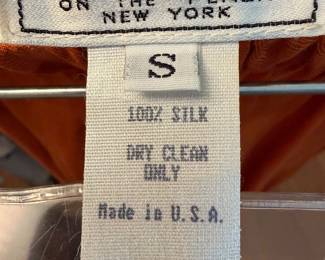 ON THE
NEW YORK
S
100% SILK
DRY CLEAN
ONLY
Made in U.S.A.